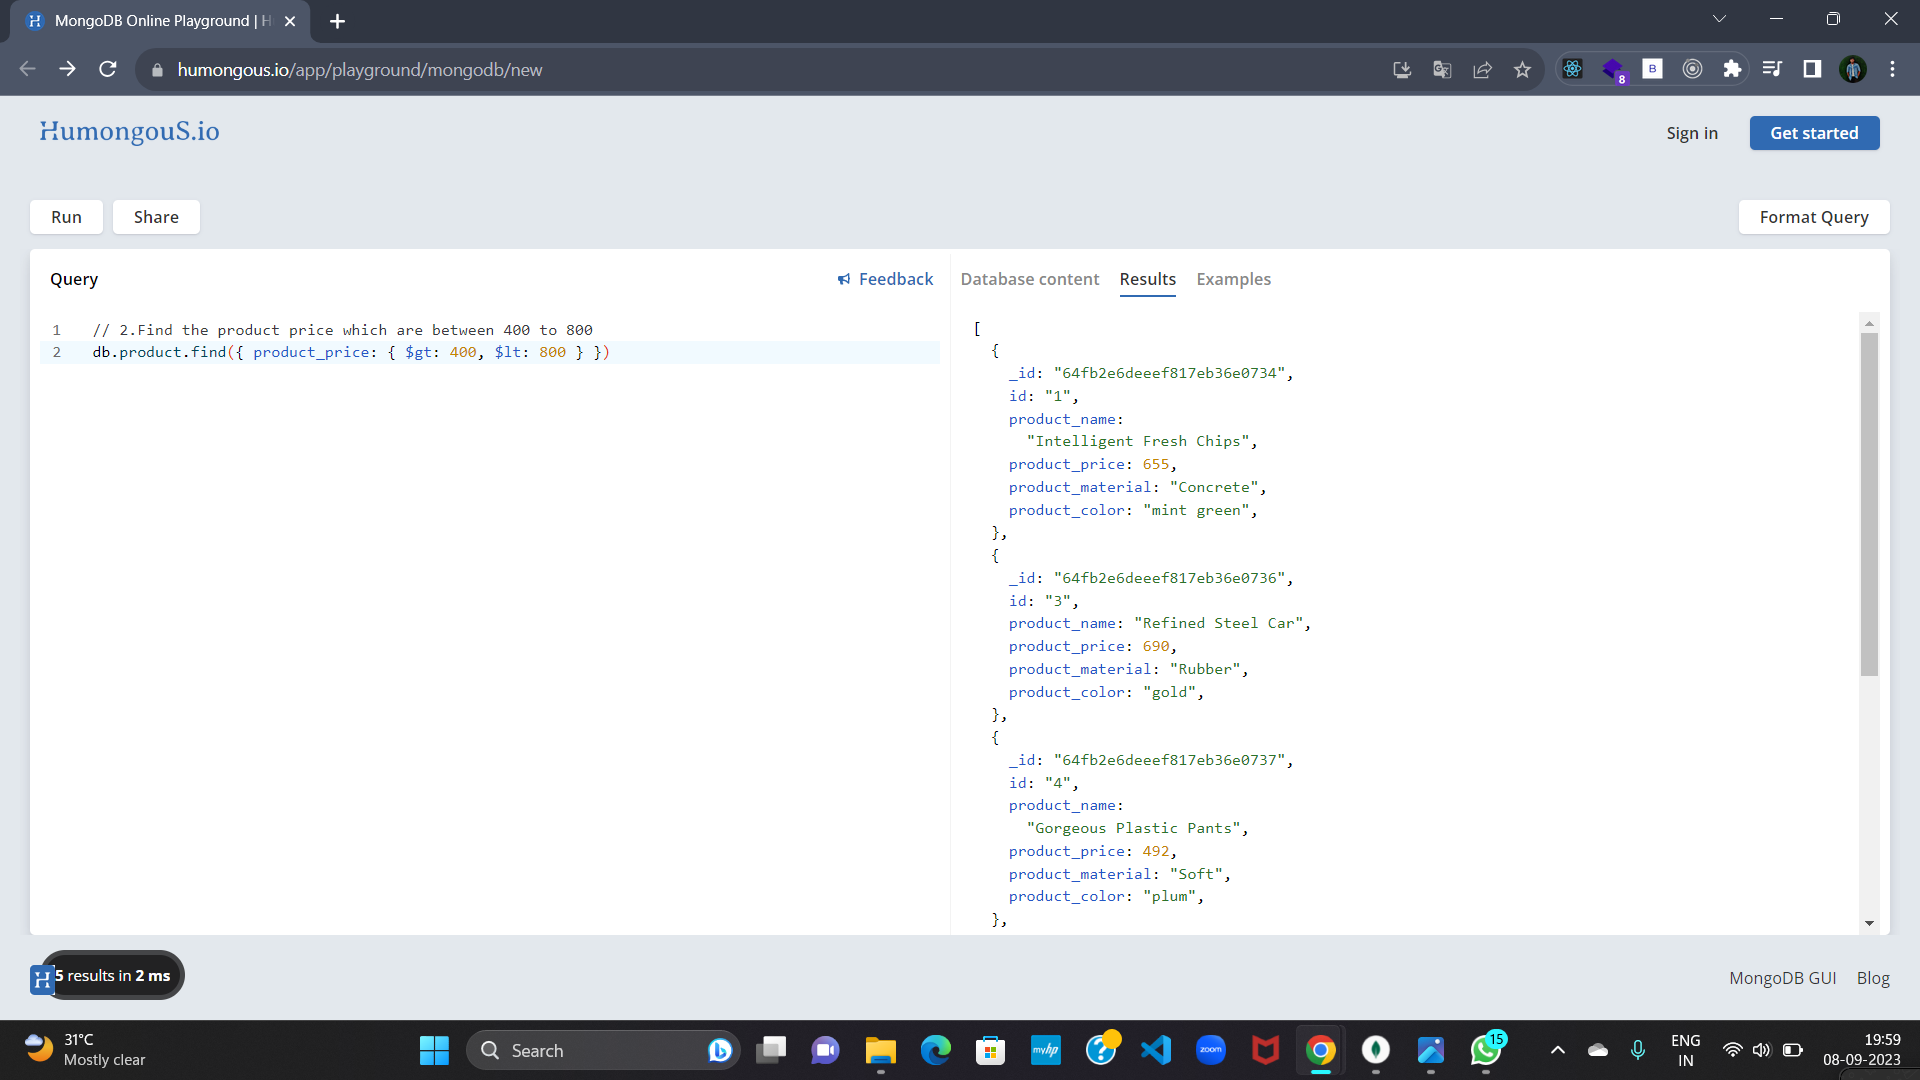 MongoDB Online Playground | H
humongous.io/app/playground/mongodb/new
8
B
HumongouS.io
Sign in
Get started
Run
Share
Format Query
Query
Feedback
Database content
Results
Examples
1 // 2.Find the product price which are between 400 to 800
2 db.product.find({ product_price: { $gt: 400, $lt: 800 } })
[
{
_id: "64fb2e6deeef817eb36e0734",
id: "1",
product_name:
"Intelligent Fresh Chips",
product_price: 655,
product_material: "Concrete",
product_color: "mint green",
},
{
_id: "64fb2e6deeef817eb36e0736",
id: "3",
product_name: "Refined Steel Car",
product_price: 690,
product_material: "Rubber",
product_color: "gold",
},
{
_id: "64fb2e6deeef817eb36e0737",
id: "4",
product_name:
"Gorgeous Plastic Pants",
product_price: 492,
product_material: "Soft",
product_color: "plum",
},
H
5 results in 2 ms
MongoDB GUI
Blog
31°C
Mostly clear
Search
myhp
zoom
15
ENG
IN
19:59
08-09-2023